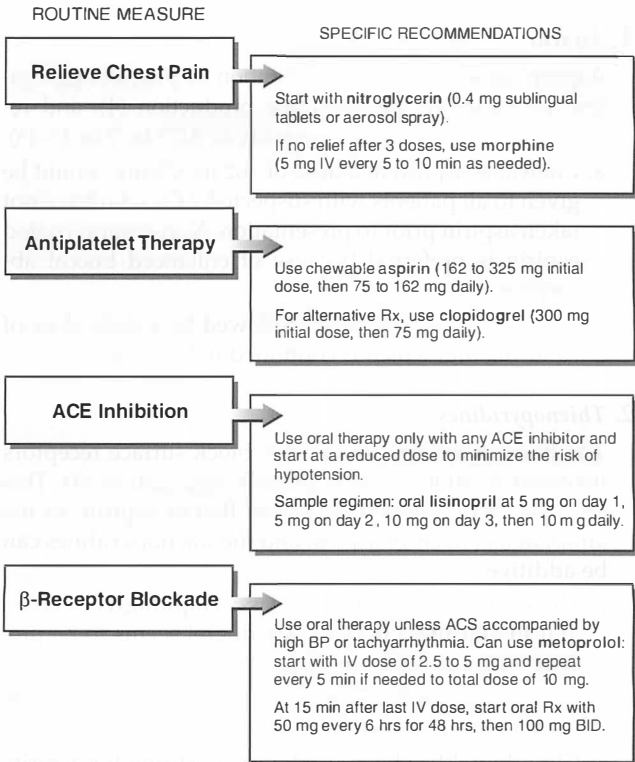 ROUTINE MEASURE
SPECIFIC RECOMMENDATIONS
Relieve Chest Pain
Start with nitroglycerin (0.4 mg sublingual
tablets or aerosol spray).
If no relief after 3 doses, use morphine
(5 mg IV every 5 to 10 min as needed).
Antiplatelet Therapy
Use chewable aspirin (162 to 325 mg initial
dose, then 75 to 162 mg daily).
For alternative Rx, use clopidogrel (300 mg
initial dose, then 75 mg daily).
ACE Inhibition
Use oral therapy only with any ACE inhibitor and
start at a reduced dose to minimize the risk of
hypotension.
Sample regimen: oral lisinopril at 5 mg on day 1,
5 mg on day 2, 10 mg on day 3, then 10 mg daily.
β-Receptor Blockade
Use oral therapy unless ACS accompanied by
high BP or tachyarrhythmia. Can use metoprolol:
start with IV dose of 2.5 to 5 mg and repeat
every 5 min if needed to total dose of 10 mg.
At 15 min after last IV dose, start oral Rx with
50 mg every 6 hrs for 48 hrs, then 100 mg BID.